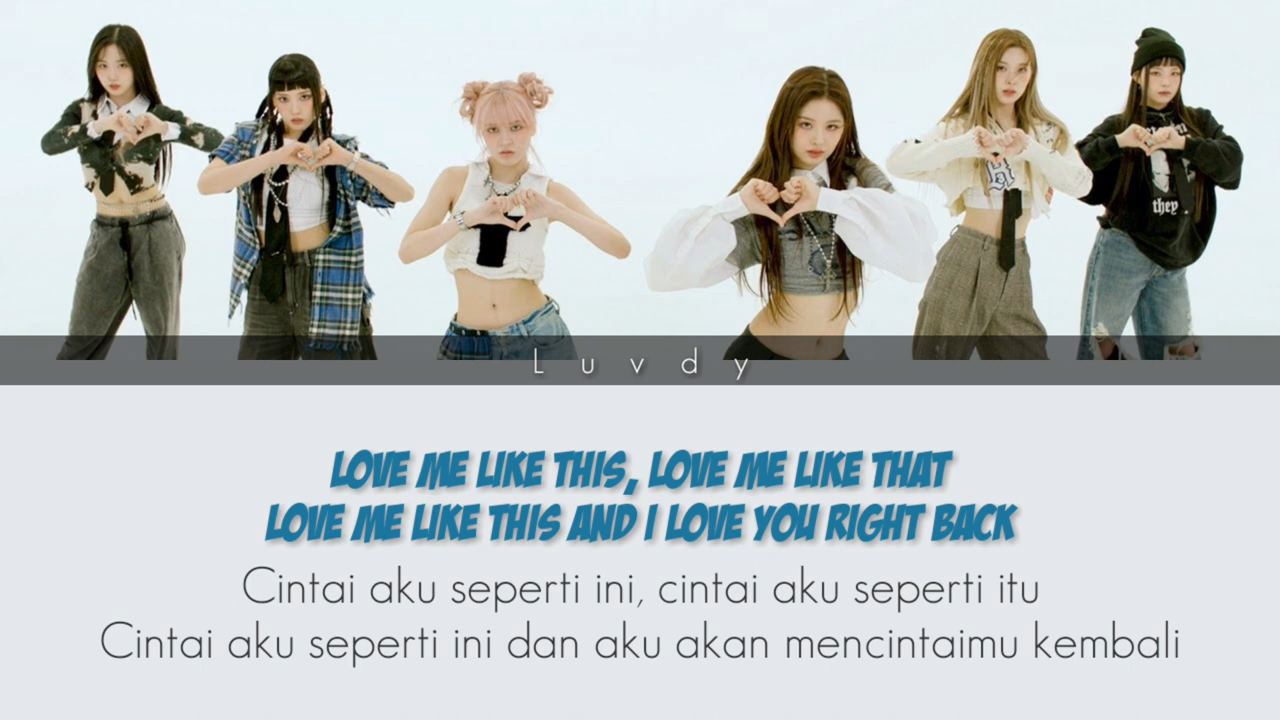 they
L u v d y
LOVE ME LIKE THIS, LOVE ME LIKE THAT
LOVE ME LIKE THIS AND I LOVE YOU RIGHT BACK
Cintai aku seperti ini, cintai aku seperti itu
Cintai aku seperti ini dan aku akan mencintaimu kembali